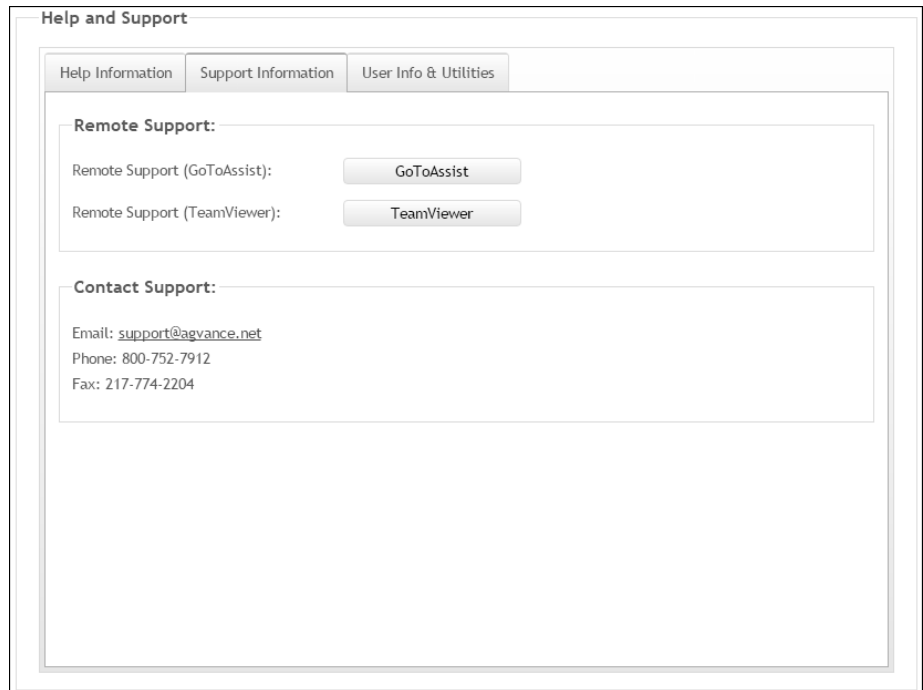 Help and Support
Help Information Support Information User Info & Utilities
Remote Support:
Remote Support (GoToAssist): GoToAssist
Remote Support (TeamViewer): TeamViewer
Contact Support:
Email: support@agvance.net
Phone: 800-752-7912
Fax: 217-774-2204